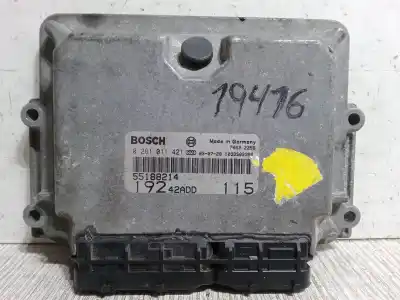 19416
BOSCH
Made in Germany
0 281 011 421
55188214
192 42ADD 115